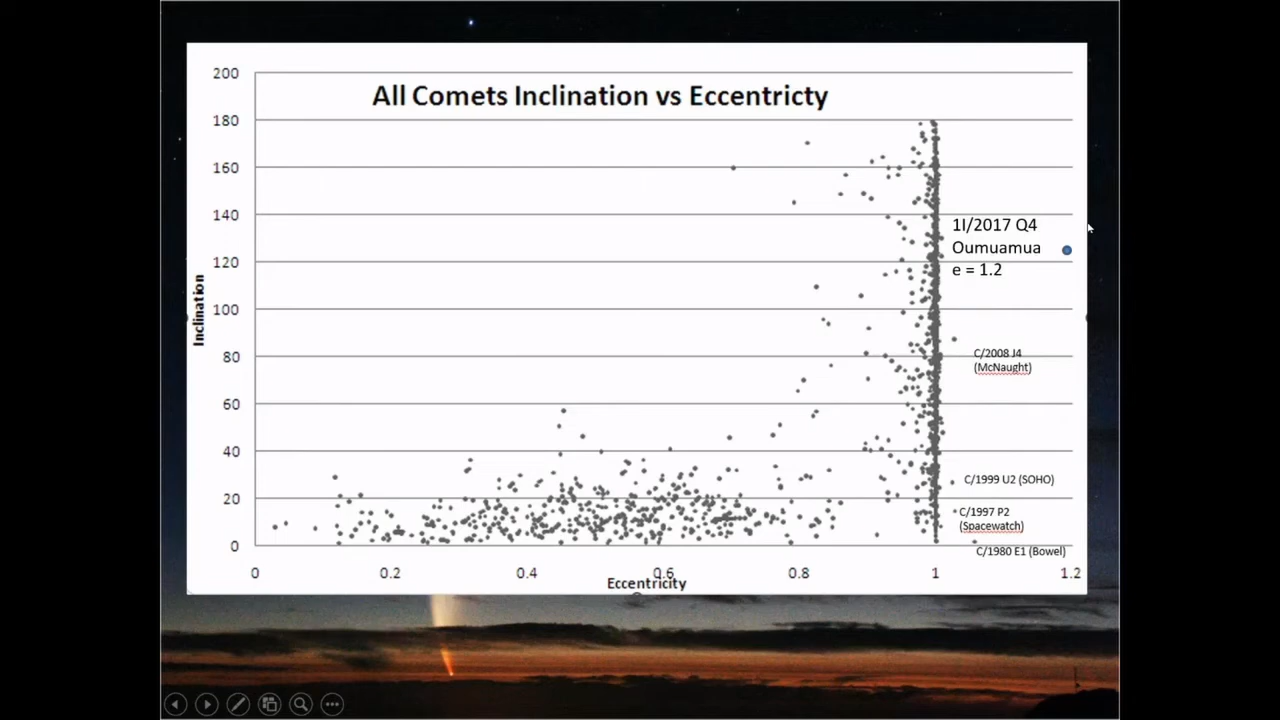 All Comets Inclination vs Eccentricty
200
180
160
140
120
100
80
60
40
20
0
Inclination
1I/2017 Q4
Oumuamua
e = 1.2
C/2008 J4
(McNaught)
C/1999 U2 (SOHO)
C/1997 P2
(Spacewatch)
C/1980 E1 (Bowel)
0 0.2 0.4 0.6 0.8 1 1.2
Eccentricity